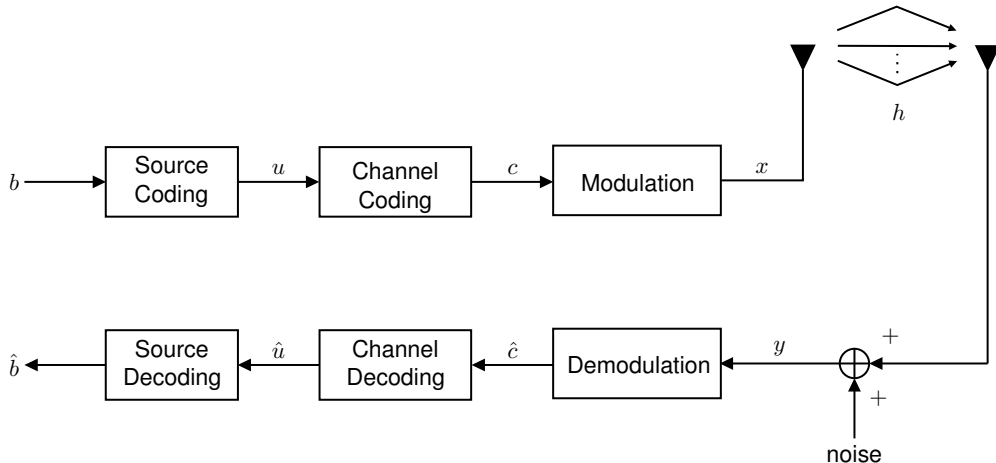 h
b
Source
Coding
u
Channel
Coding
c
Modulation
x
b̂
Source
Decoding
û
Channel
Decoding
ĉ
Demodulation
y
+
+
noise